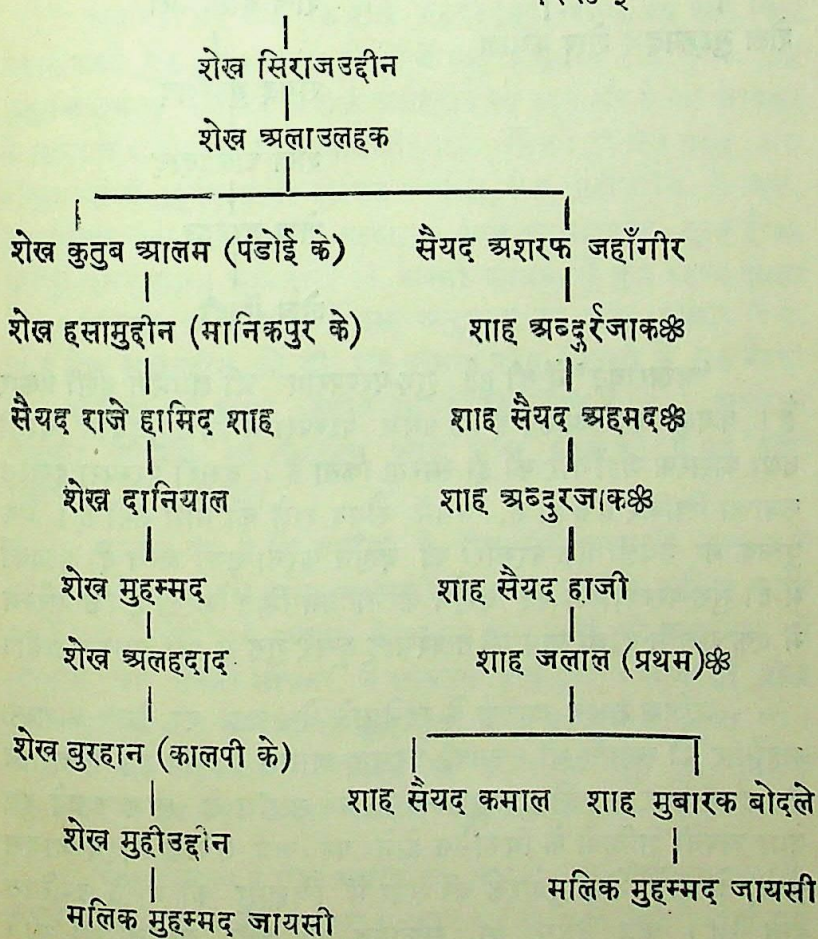 शेख सिराजउद्दीन
शेख अलाउलहक
शेख कुतुब आलम (पंडोई के) सैयद अशरफ जहाँगीर
शेख हसामुद्दीन (मानिकपुर के) शाह अब्दुर्रजाक❀
सैयद राजे हामिद शाह शाह सैयद अहमद❀
शेख दानियाल शाह अब्दुरजाक❀
शेख मुहम्मद शाह सैयद हाजी
शेख अलहदाद शाह जलाल (प्रथम)❀
शेख बुरहान (कालपी के)
शाह सैयद कमाल शाह मुबारक बोदले
शेख मुहीउद्दीन
मलिक मुहम्मद जायसी
मलिक मुहम्मद जायसी